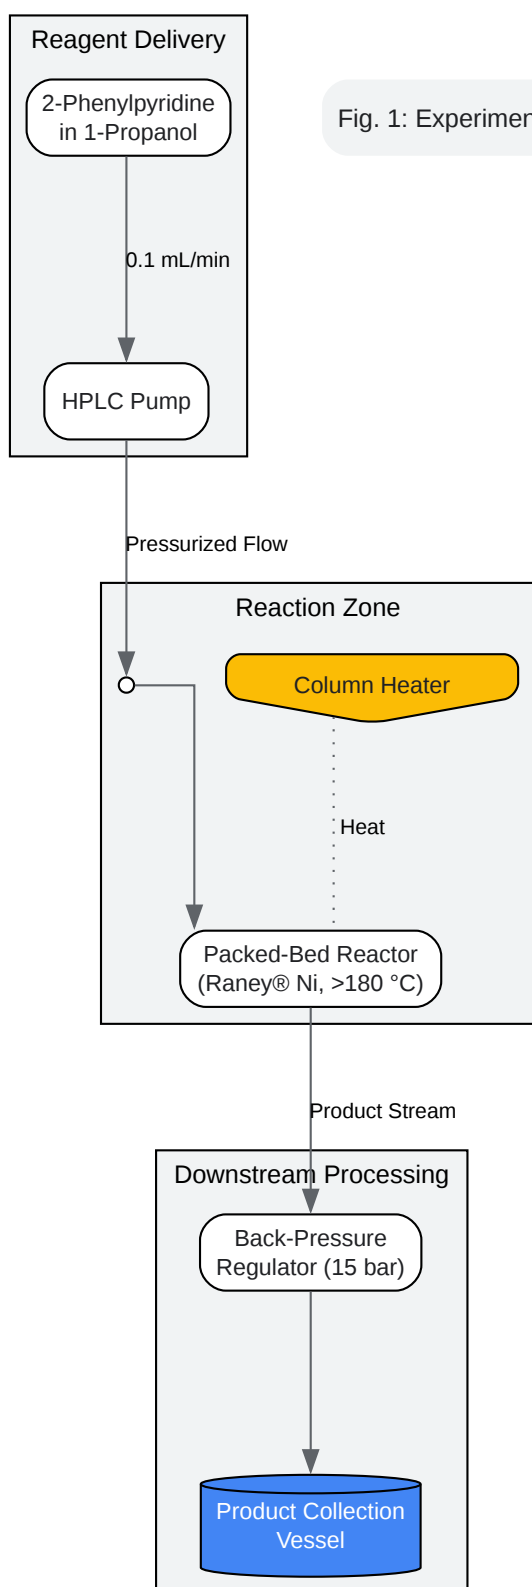 Reagent Delivery
2-Phenylpyridine
in 1-Propanol
Fig. 1: Experimen
0.1 mL/min
HPLC Pump
Pressurized Flow
Reaction Zone
Column Heater
Heat
Packed-Bed Reactor
(Raney® Ni, >180 °C)
Product Stream
Downstream Processing
Back-Pressure
Regulator (15 bar)
Product Collection
Vessel